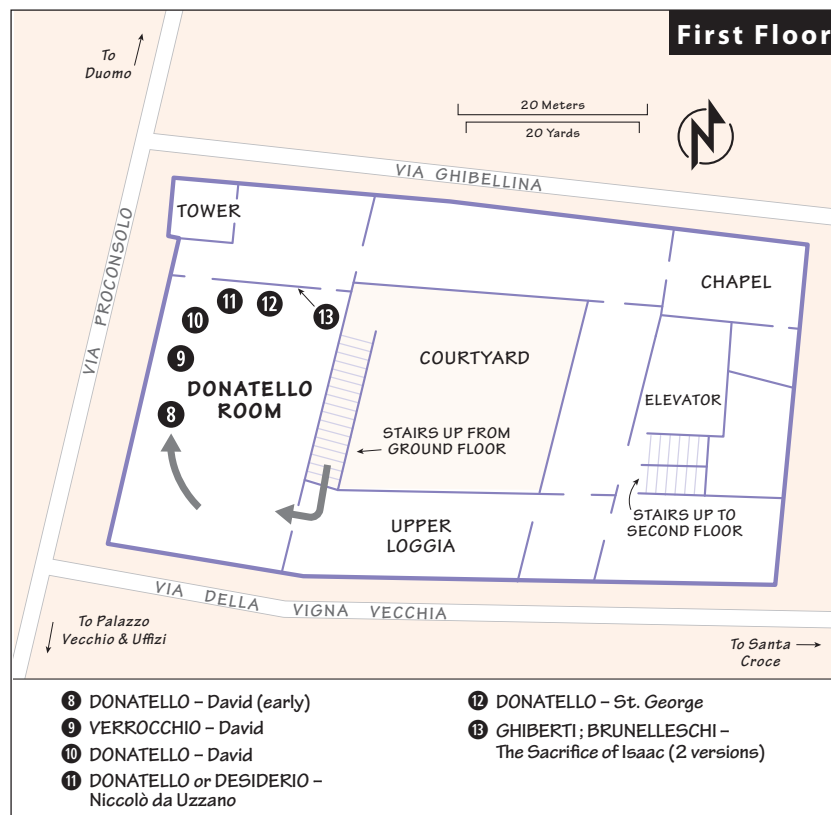 First Floor
To
Duomo
20 Meters
20 Yards
N
VIA GHIBELLINA
VIA PROCONSOLO
TOWER
CHAPEL
11
12
13
10
9
8
COURTYARD
DONATELLO
ROOM
ELEVATOR
STAIRS UP FROM
GROUND FLOOR
UPPER
LOGGIA
STAIRS UP TO
SECOND FLOOR
VIA DELLA VIGNA VECCHIA
To Palazzo
Vecchio & Uffizi
To Santa
Croce
8 DONATELLO – David (early)
9 VERROCCHIO – David
10 DONATELLO – David
11 DONATELLO or DESIDERIO –
Niccolò da Uzzano
12 DONATELLO – St. George
13 GHIBERTI; BRUNELLESCHI –
The Sacrifice of Isaac (2 versions)